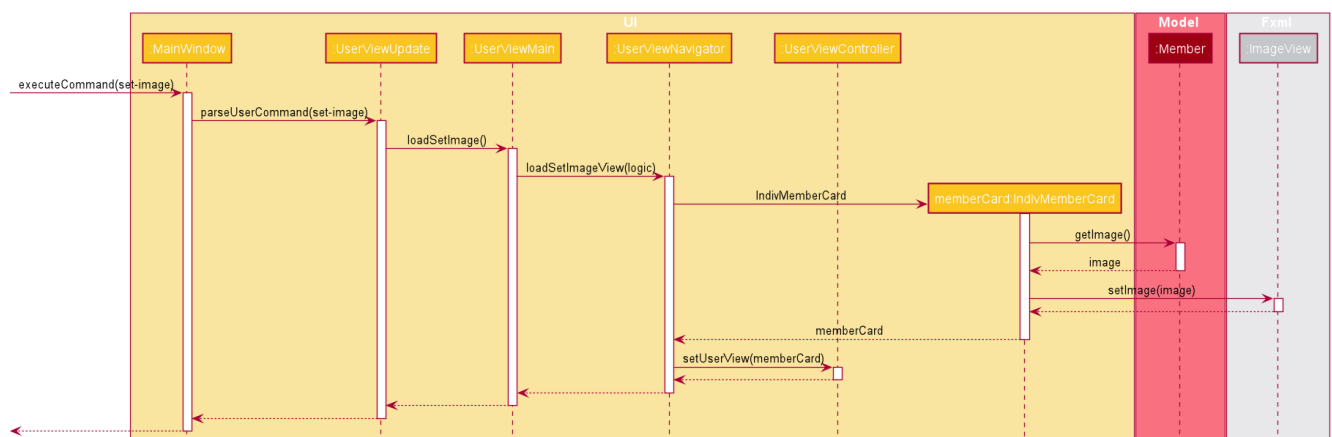 UI
Model
Fxml
:MainWindow
:UserViewUpdate
:UserViewMain
:UserViewNavigator
:UserViewController
:Member
:ImageView
executeCommand(set-image)
parseUserCommand(set-image)
loadSetImage()
loadSetImageView(logic)
IndivMemberCard
memberCard:IndivMemberCard
getImage()
image
setImage(image)
memberCard
setUserView(memberCard)